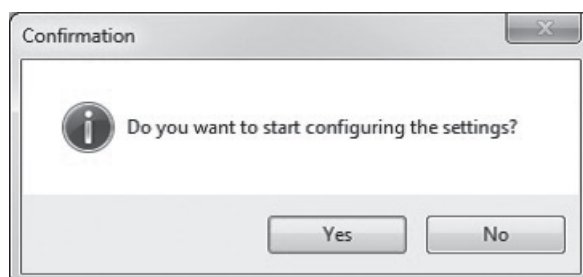 Confirmation
Do you want to start configuring the settings?
Yes
No